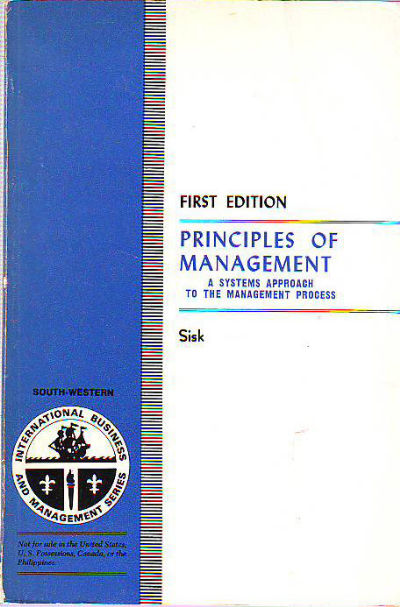 FIRST EDITION
PRINCIPLES OF
MANAGEMENT
A SYSTEMS APPROACH
TO THE MANAGEMENT PROCESS
Sisk
SOUTH-WESTERN
INTERNATIONAL BUSINESS
AND MANAGEMENT SERIES
Not for sale in the United States,
U. S. Possessions, Canada, or the
Philippines.